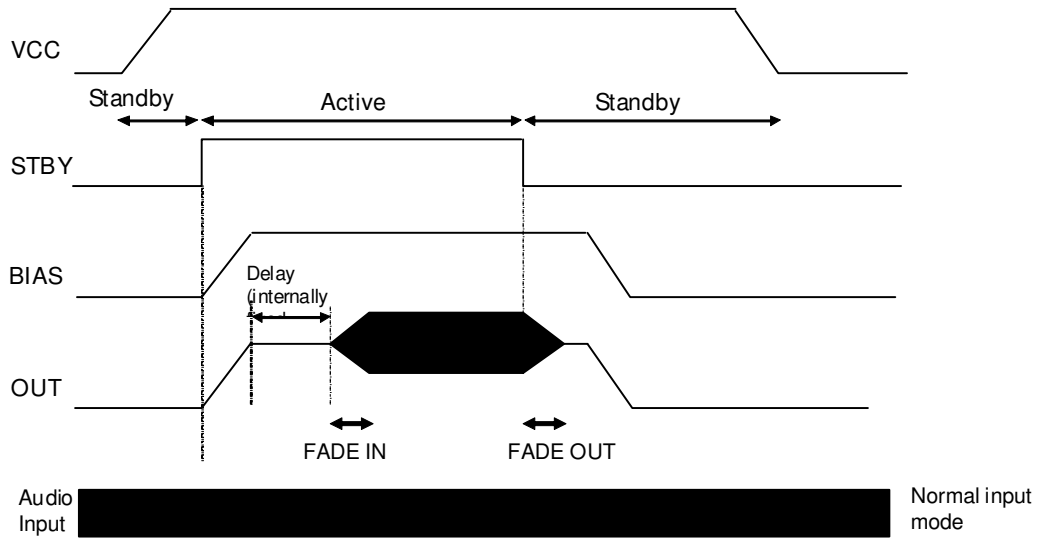 VCC
Standby
Active
Standby
STBY
BIAS
Delay
(internally
OUT
FADE IN
FADE OUT
Audio
Input
Normal input
mode